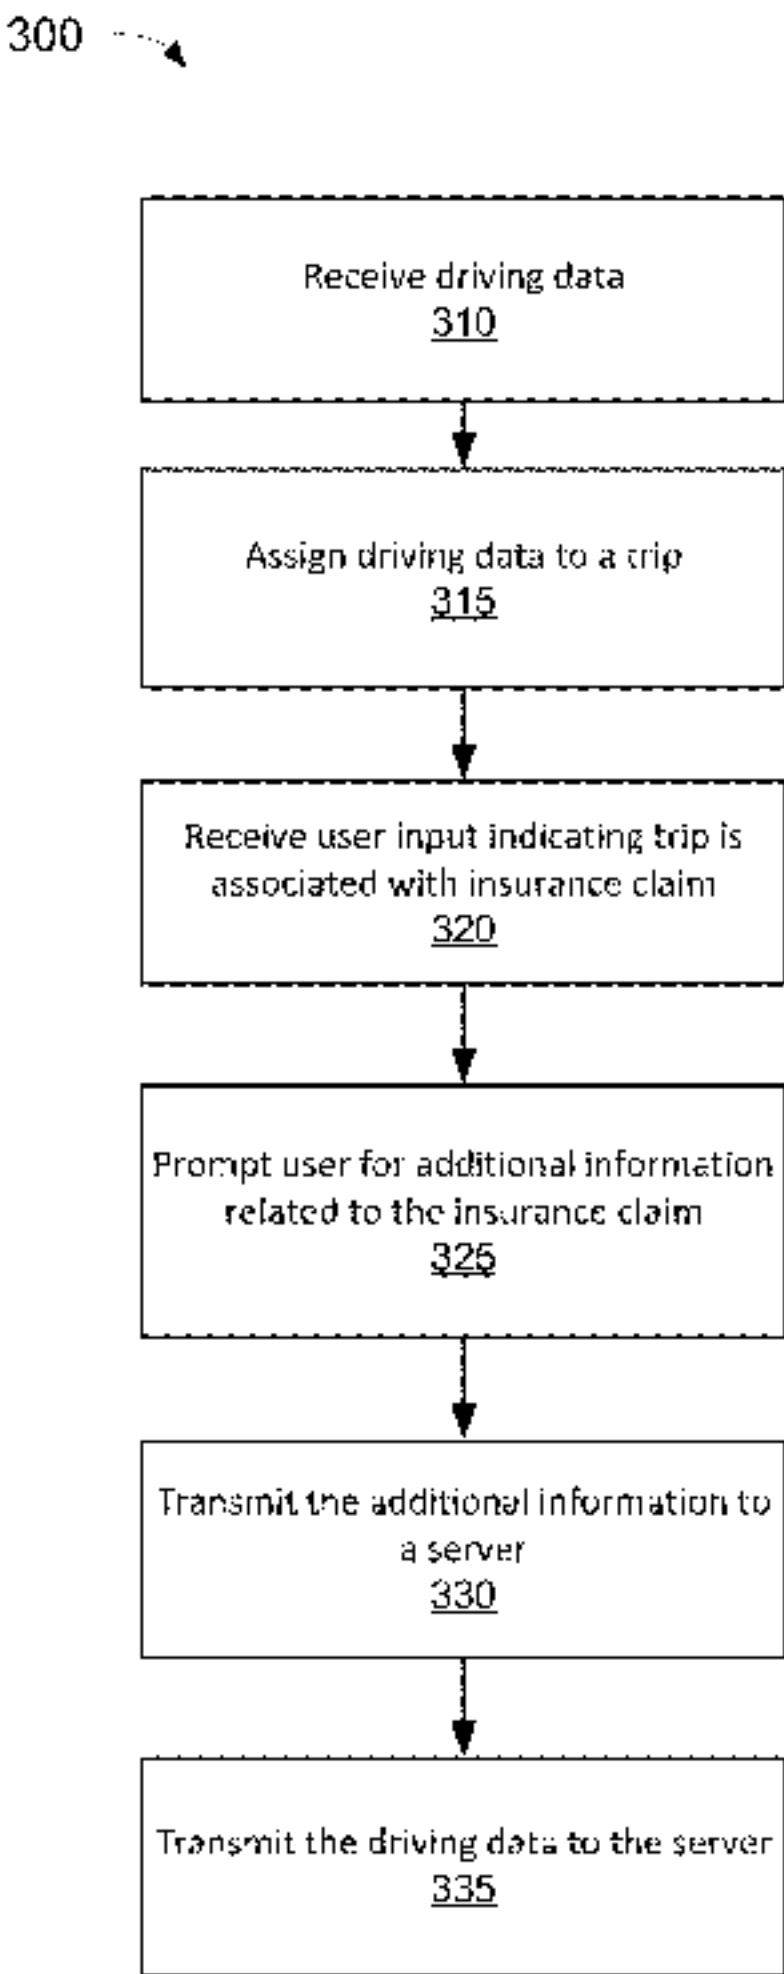 300
Receive driving data
310
Assign driving data to a trip
315
Receive user input indicating trip is
associated with insurance claim
320
Prompt user for additional information
related to the insurance claim
325
Transmit the additional information to
a server
330
Transmit the driving data to the server
335